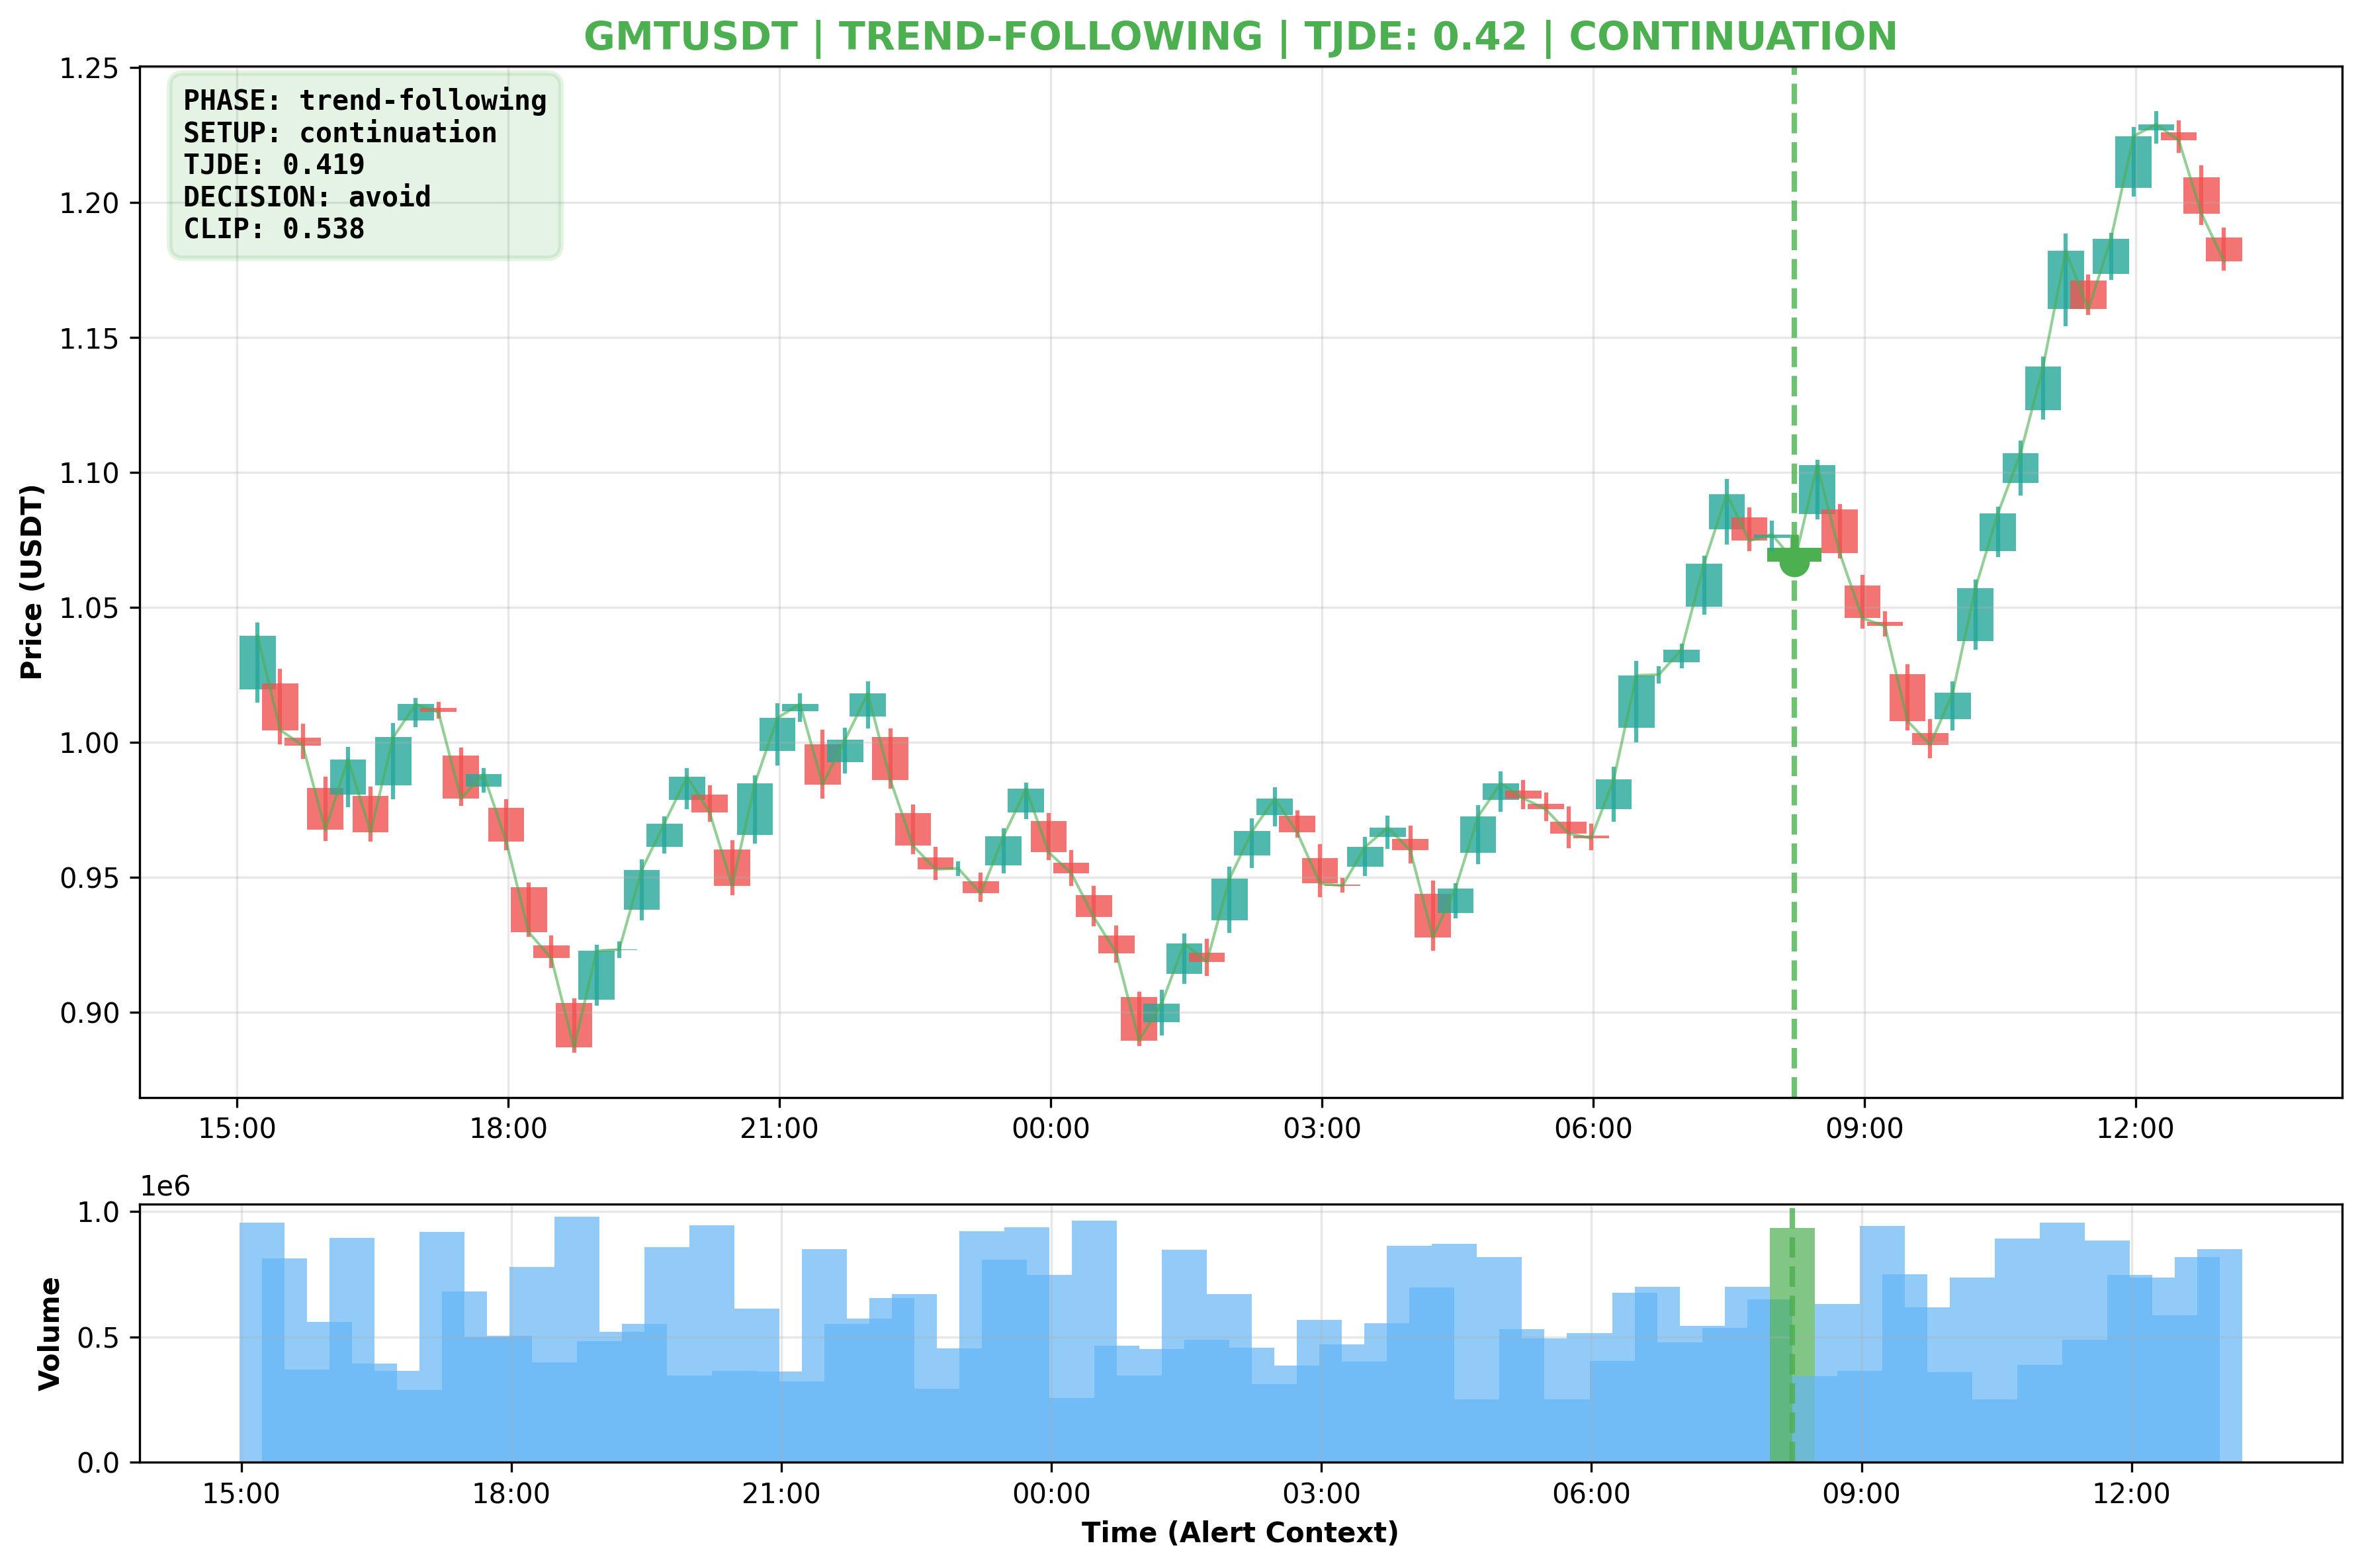 GMTUSDT | TREND-FOLLOWING | TJDE: 0.42 | CONTINUATION
PHASE: trend-following
SETUP: continuation
TJDE: 0.419
DECISION: avoid
CLIP: 0.538
Price (USDT)
1.25
1.20
1.15
1.10
1.05
1.00
0.95
0.90
15:00 18:00 21:00 00:00 03:00 06:00 09:00 12:00
1e6
Volume
1.0
0.5
0.0
15:00 18:00 21:00 00:00 03:00 06:00 09:00 12:00
Time (Alert Context)